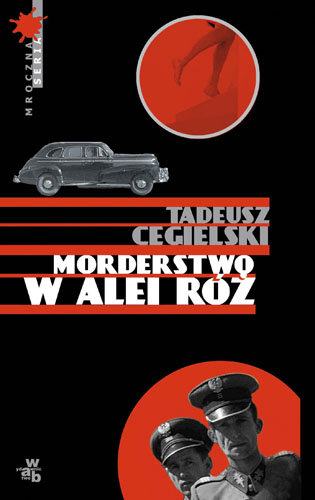 MROCZNA
SERIA
TADEUSZ
CEGIELSKI
MORDERSTWO
W ALEI RÓŻ
w
a b